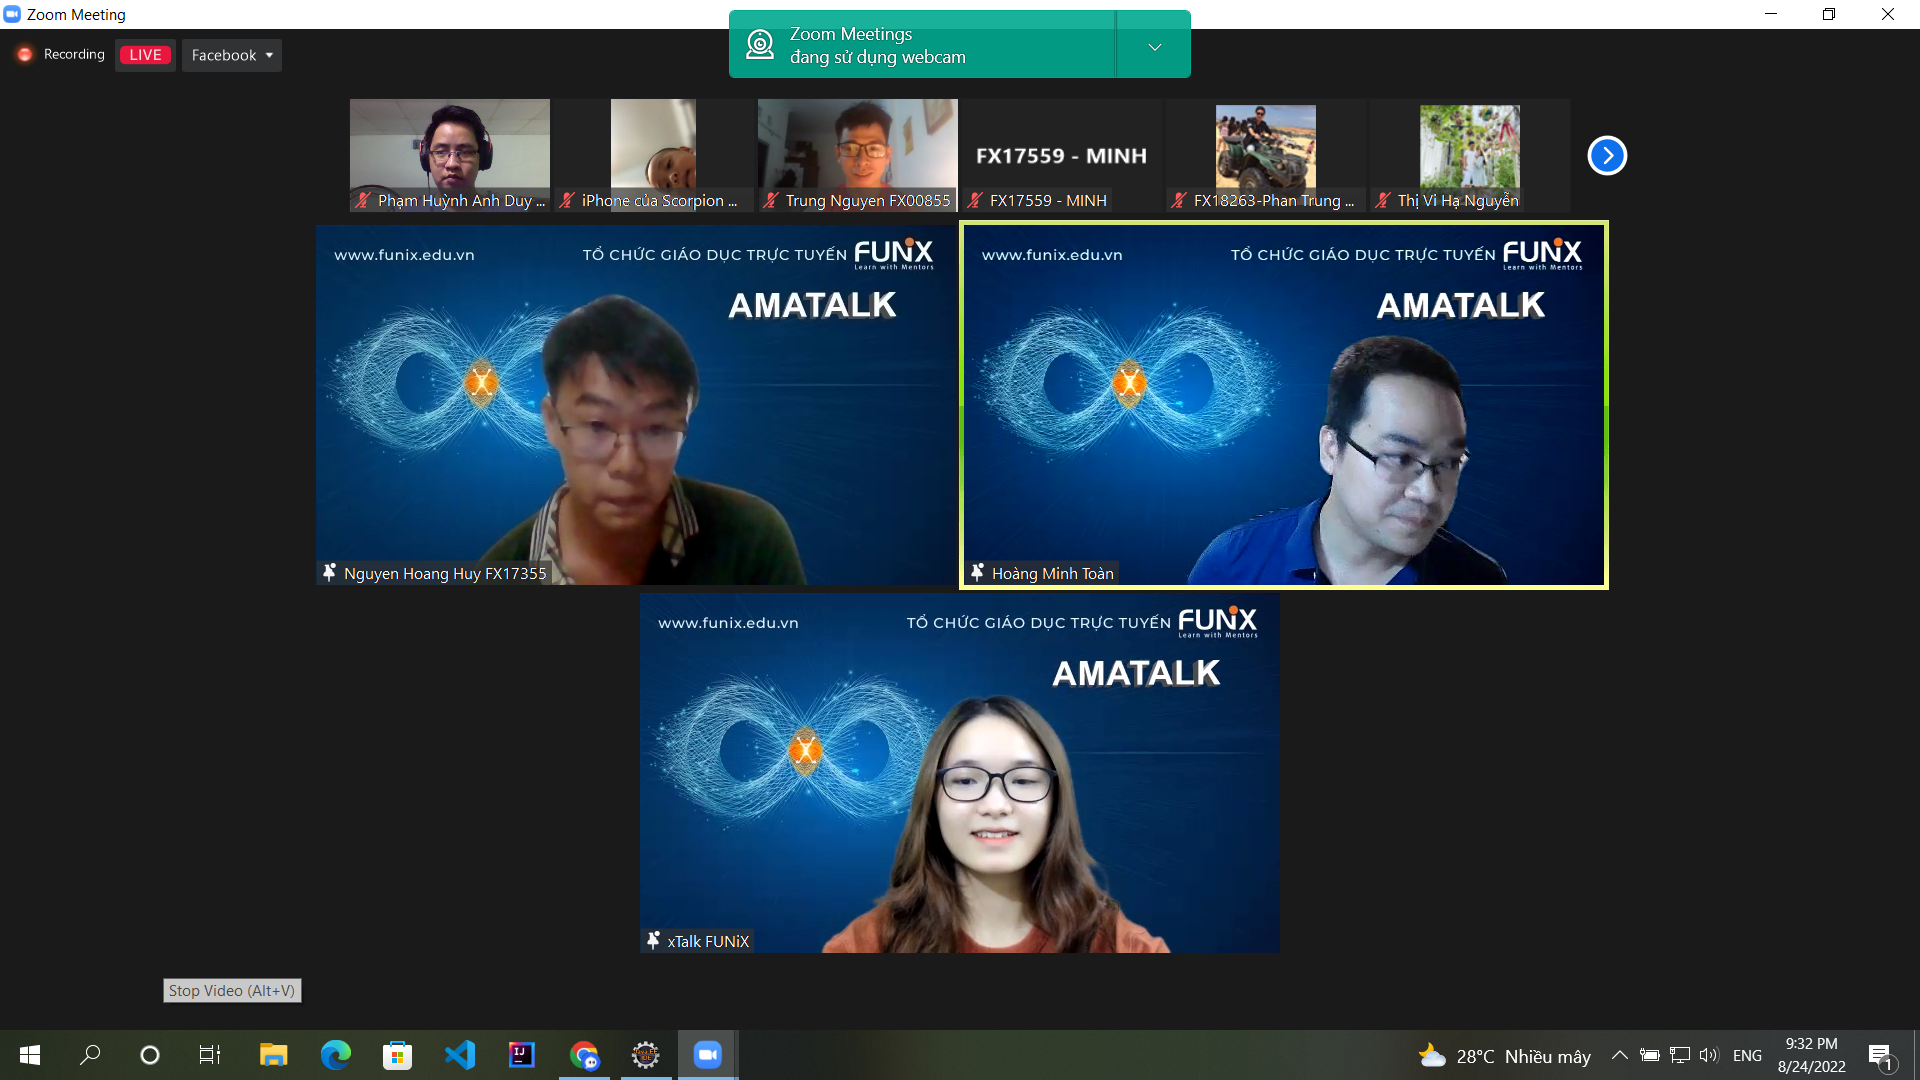 Zoom Meeting
Recording
LIVE
Facebook
Zoom Meetings
đang sử dụng webcam
FX17559 - MINH
Phạm Huỳnh Anh Duy ...
iPhone của Scorpion ...
Trung Nguyen FX00855
FX17559 - MINH
FX18263-Phan Trung ...
Thị Vi Hạ Nguyễn
www.funix.edu.vn
TỔ CHỨC GIÁO DỤC TRỰC TUYẾN
FUNiX
Learn with Mentors
AMATALK
Nguyen Hoang Huy FX17355
www.funix.edu.vn
TỔ CHỨC GIÁO DỤC TRỰC TUYẾN
FUNiX
Learn with Mentors
AMATALK
Hoàng Minh Toàn
www.funix.edu.vn
TỔ CHỨC GIÁO DỤC TRỰC TUYẾN
FUNiX
Learn with Mentors
AMATALK
xTalk FUNiX
Stop Video (Alt+V)
IJ
Java EE
IDE
28°C Nhiều mây
ENG
9:32 PM
8/24/2022
1